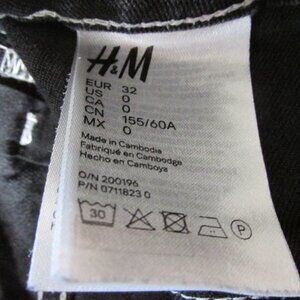 H&M
EUR 32
US 0
CA 0
CN 155/60A
MX 0
Made in Cambodia
Fabriqué en Cambodge
Hecho en Camboya
O/N 200196
P/N 0711823 0
30 P